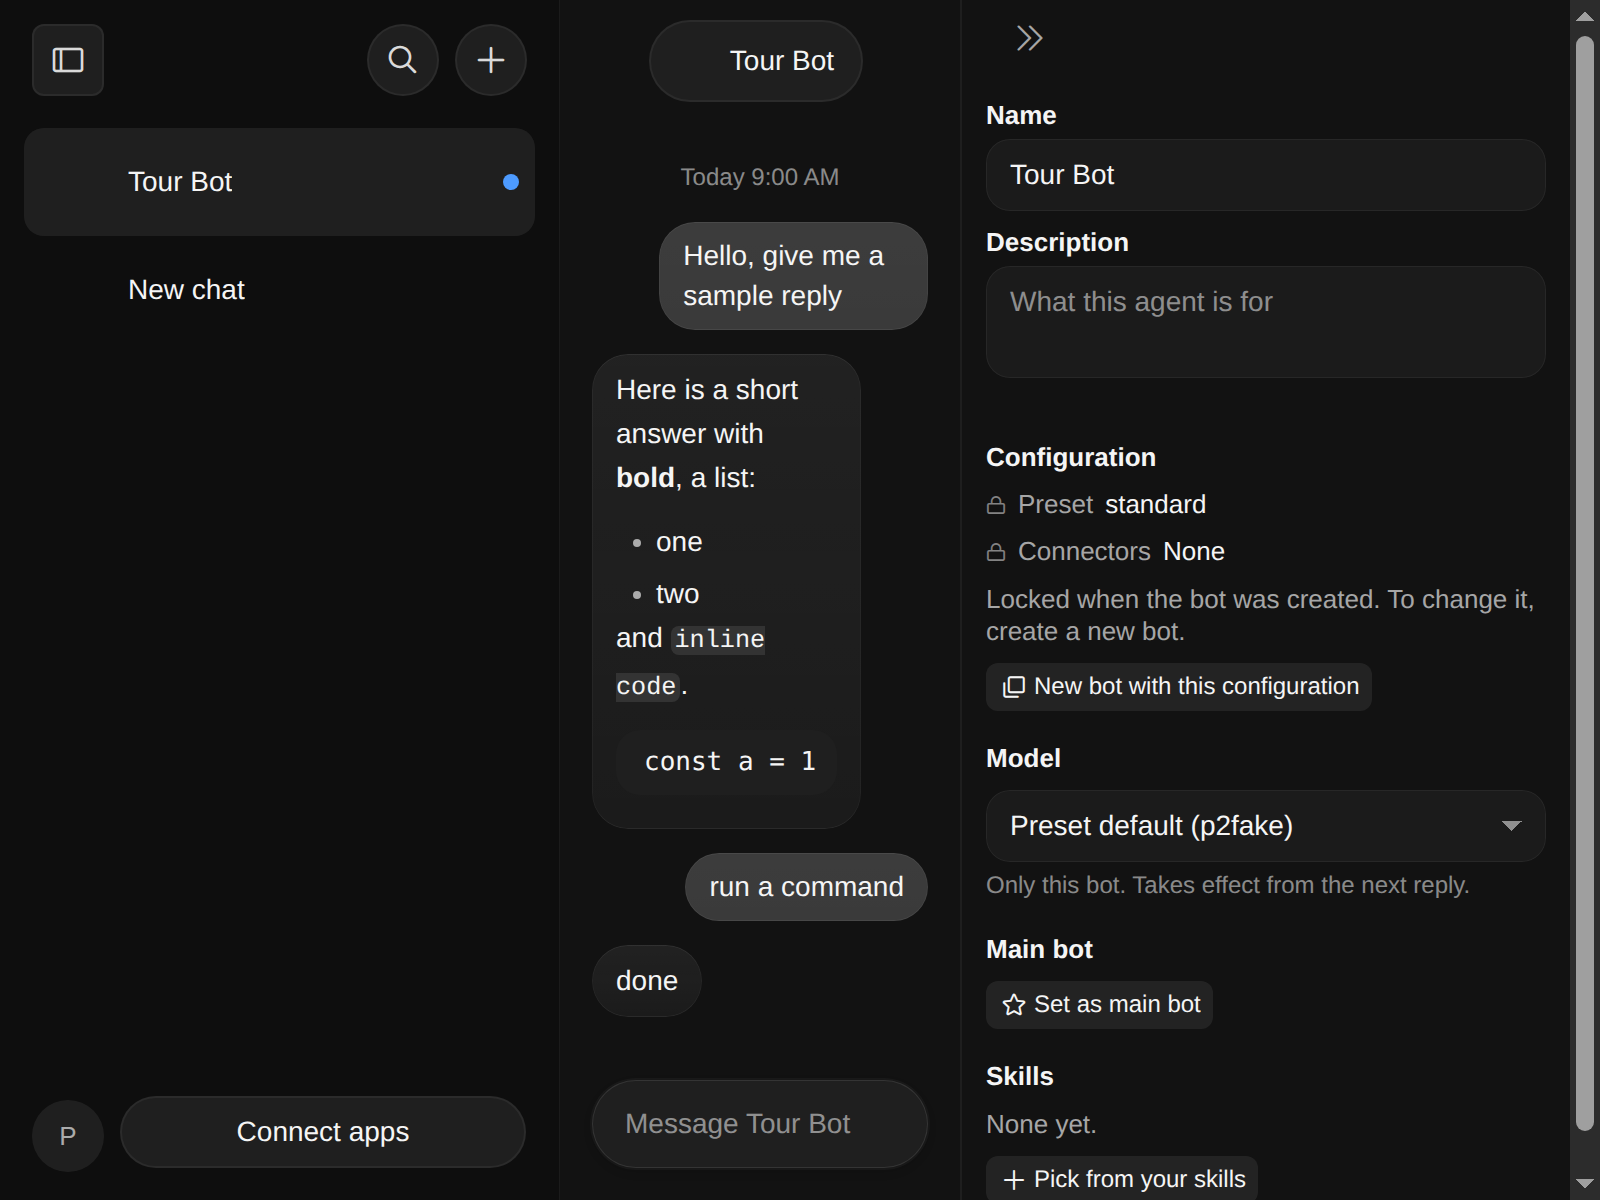 Tour Bot
New chat
P
Connect apps
Tour Bot
Today 9:00 AM
Hello, give me a
sample reply
Here is a short
answer with
bold, a list:
• one
• two
and inline
code.
const a = 1
run a command
done
Message Tour Bot
Name
Tour Bot
Description
What this agent is for
Configuration
Preset standard
Connectors None
Locked when the bot was created. To change it,
create a new bot.
New bot with this configuration
Model
Preset default (p2fake)
Only this bot. Takes effect from the next reply.
Main bot
Set as main bot
Skills
None yet.
Pick from your skills